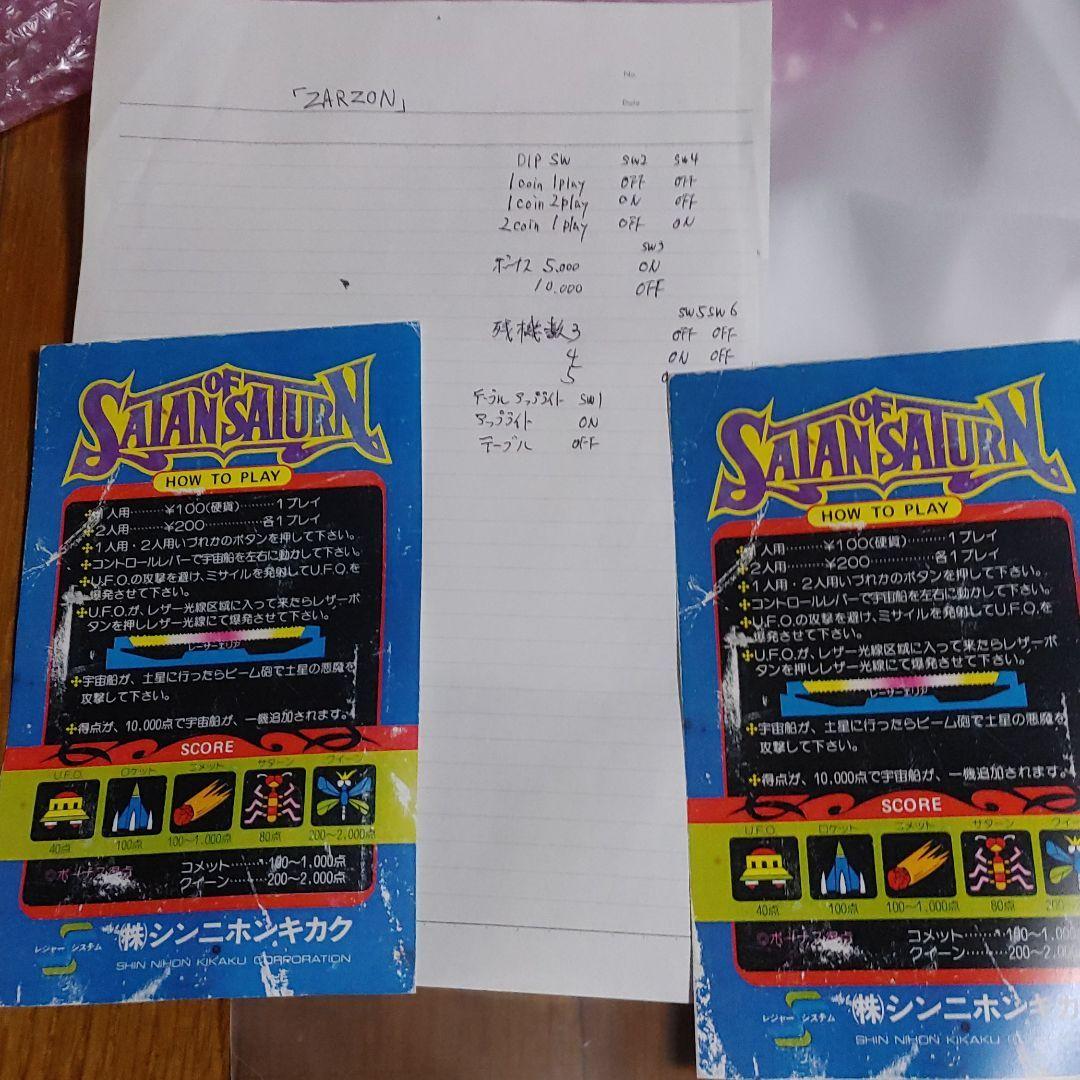 No.
Date
「ZARZON」
DIP SW SW2 SW4
1coin 1play OFF OFF
1coin 2play ON OFF
2coin 1play OFF ON
SW3
ボーナス 5.000 ON
10.000 OFF
SW5 SW6
残機数3 OFF OFF
4 ON OFF
5
テーブル アップライト SW1
アップライト ON
テーブル OFF
SATAN OF SATURN
HOW TO PLAY
1人用………¥100(硬貨)………1プレイ
2人用………¥200……………各1プレイ
1人用・2人用いづれかのボタンを押して下さい。
コントロールレバーで宇宙船を左右に動かして下さい。
U.F.O.の攻撃を避け、ミサイルを発射してU.F.O.を
爆発させて下さい。
U.F.O.が、レザー光線区域に入って来たらレザーボ
タンを押しレザー光線にて爆発させて下さい。
レーザーエリア
宇宙船が、土星に行ったらビーム砲で土星の悪魔を
攻撃して下さい。
得点が、10.000点で宇宙船が、一機追加されます。
SCORE
U.F.O. ロケット コメット サターン クイーン
40点 100点 100〜1.000点 80点 200〜2.000点
◎ボーナス得点 コメット………100〜1,000点
クイーン………200〜2,000点
レジャー システム ㈱シンニホンキカク
SHIN NIHON KIKAKU CORPORATION
SATAN OF SATURN
HOW TO PLAY
1人用………¥100(硬貨)………1プレイ
2人用………¥200……………各1プレイ
1人用・2人用いづれかのボタンを押して下さい。
コントロールレバーで宇宙船を左右に動かして下さい。
U.F.O.の攻撃を避け、ミサイルを発射してU.F.O.を
爆発させて下さい。
U.F.O.が、レザー光線区域に入って来たらレザーボ
タンを押しレザー光線にて爆発させて下さい。
レーザーエリア
宇宙船が、土星に行ったらビーム砲で土星の悪魔を
攻撃して下さい。
得点が、10.000点で宇宙船が、一機追加されます。
SCORE
U.F.O. ロケット コメット サターン クイー
40点 100点 100〜1.000点 80点 200〜2
◎ボーナス得点 コメット………100〜1,00
クイーン………200〜2,00
レジャー システム ㈱シンニホンキカ
SHIN NIHON KIKAKU CO